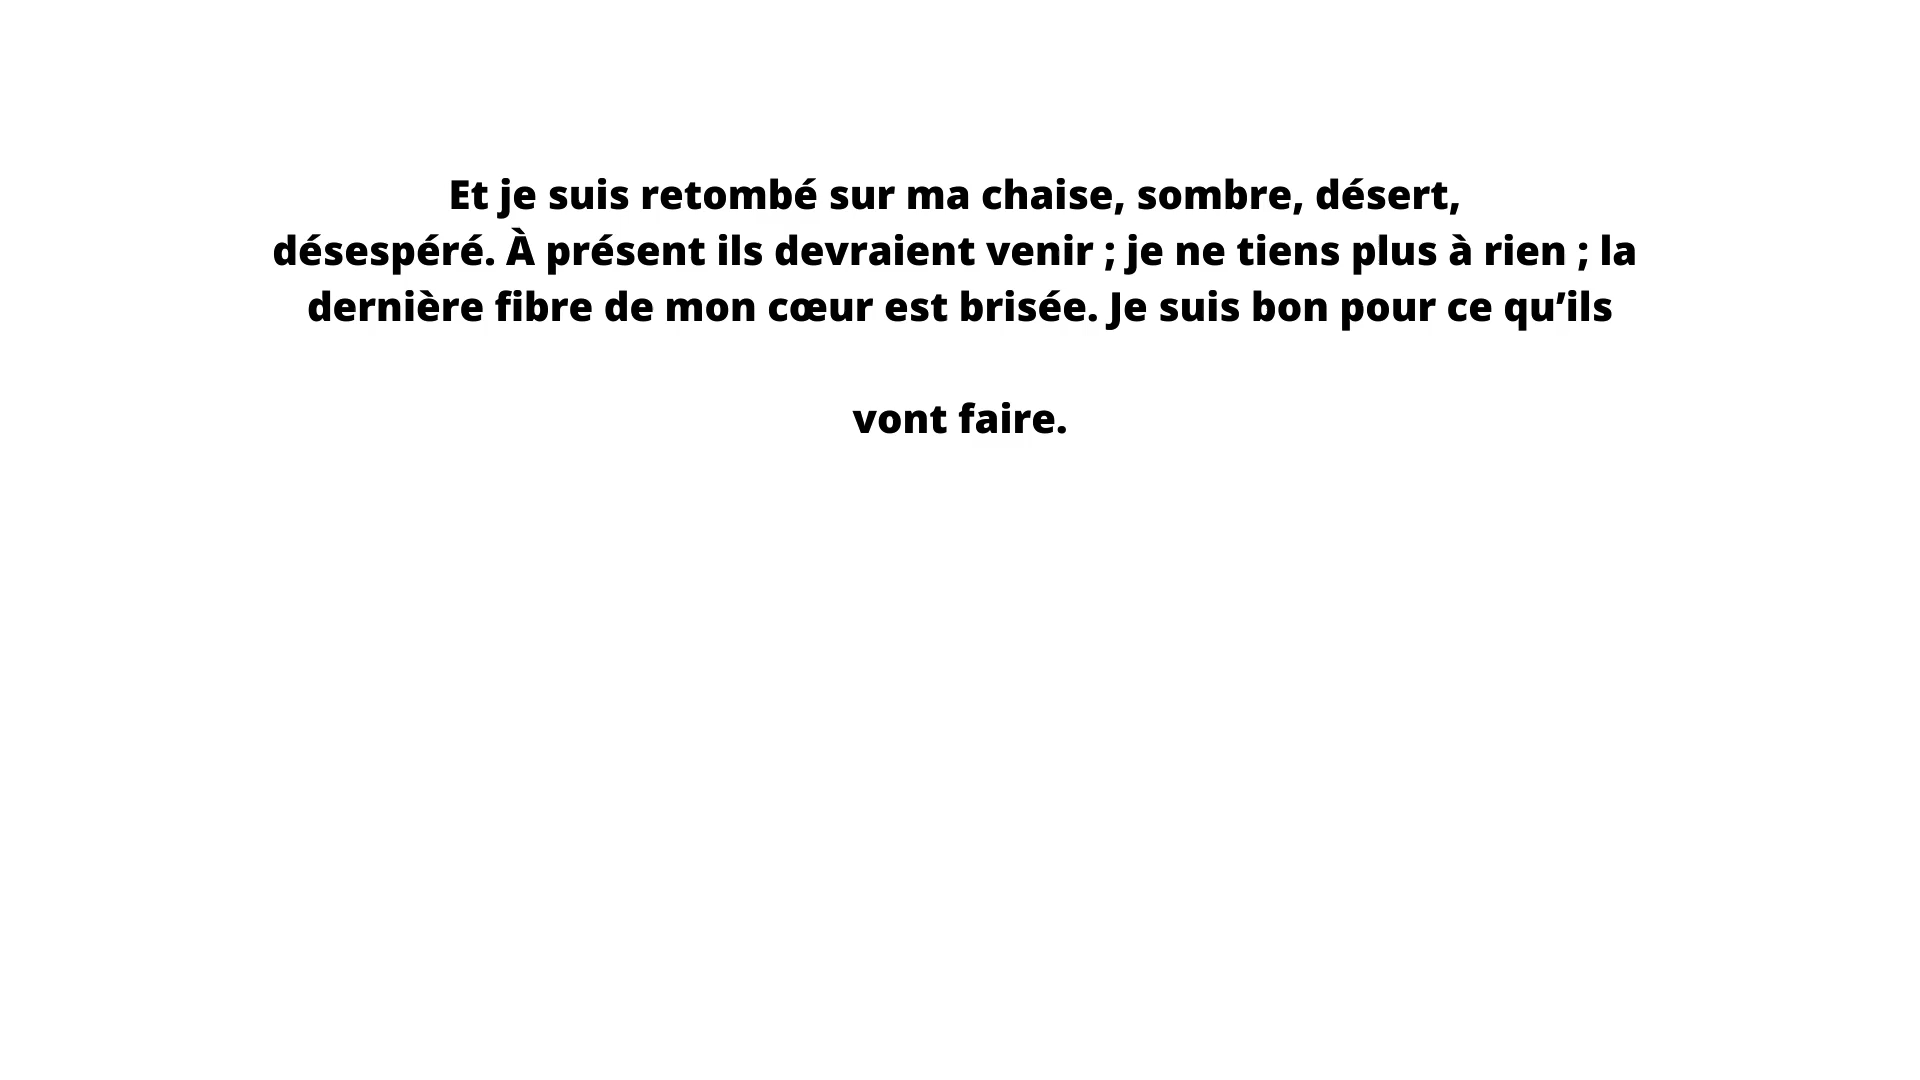 Et je suis retombé sur ma chaise, sombre, désert,
désespéré. À présent ils devraient venir ; je ne tiens plus à rien ; la
dernière fibre de mon cœur est brisée. Je suis bon pour ce qu’ils
vont faire.